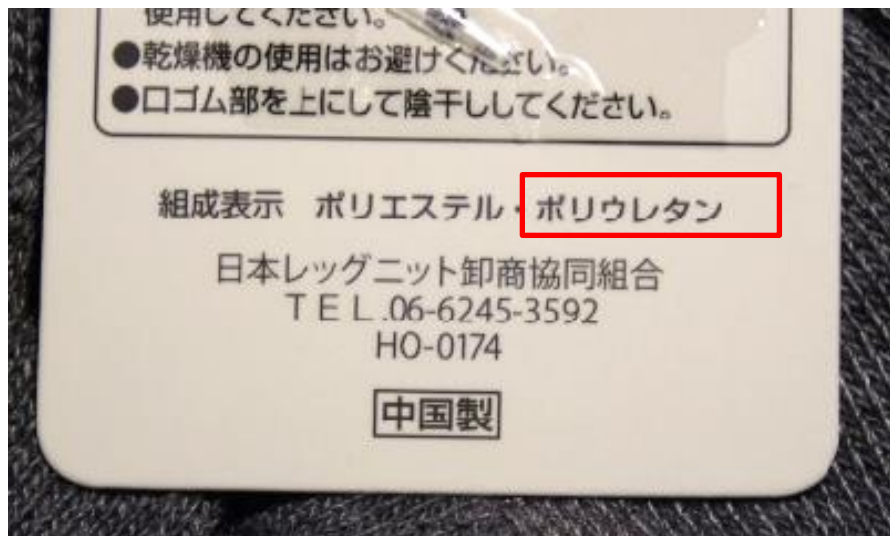 使用してください。
●乾燥機の使用はお避けください。
●口ゴム部を上にして陰干ししてください。
組成表示 ポリエステル・ポリウレタン
日本レッグニット卸商協同組合
TEL.06-6245-3592
HO-0174
中国製